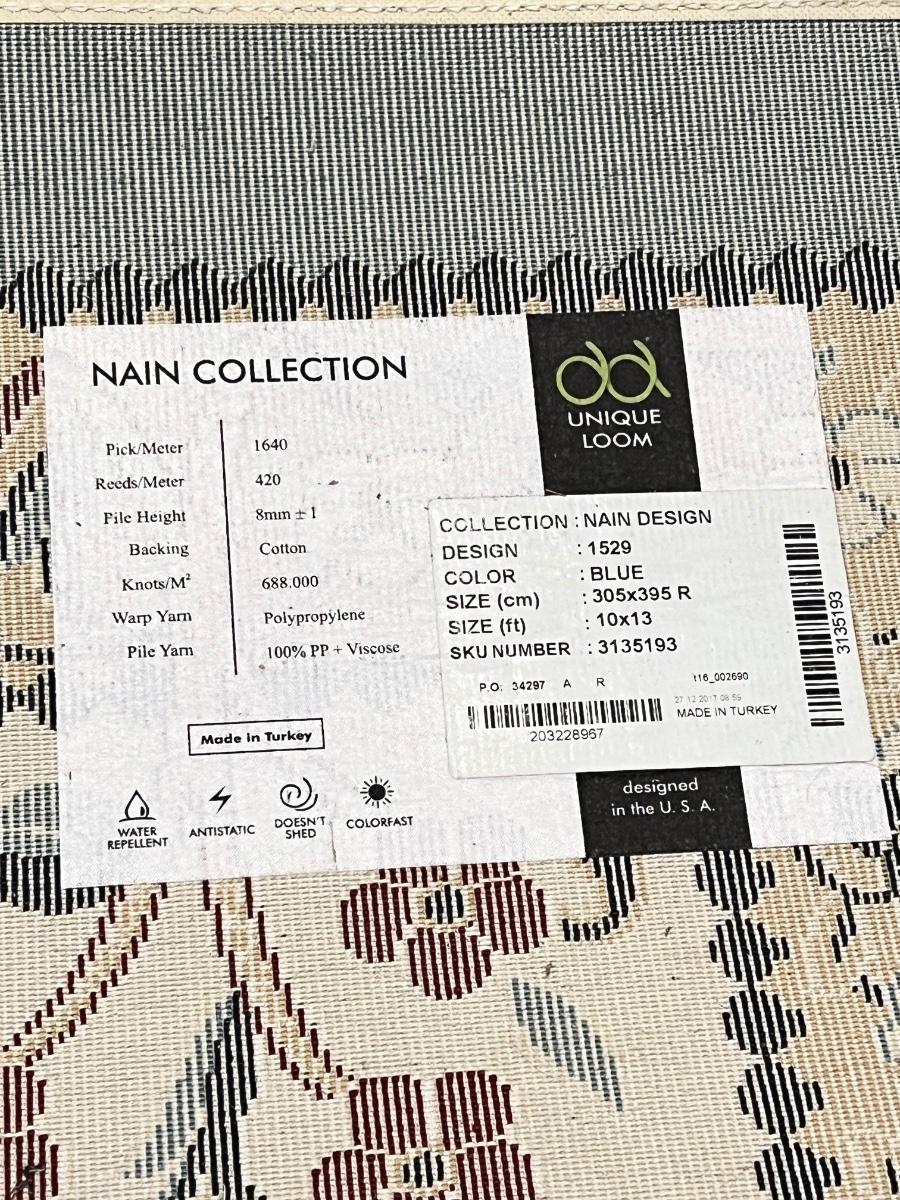 NAIN COLLECTION
Pick/Meter 1640
Reeds/Meter 420
Pile Height 8mm ± 1
Backing Cotton
Knots/M² 688.000
Warp Yarn Polypropylene
Pile Yarn 100% PP + Viscose
Made in Turkey
WATER
REPELLENT
ANTISTATIC
DOESN'T
SHED
COLORFAST
UNIQUE
LOOM
COLLECTION : NAIN DESIGN
DESIGN : 1529
COLOR : BLUE
SIZE (cm) : 305x395 R
SIZE (ft) : 10x13
SKU NUMBER : 3135193
P.O: 34297 A R t16_002690
27 12 2017 08:59
MADE IN TURKEY
203228967
3135193
designed
in the U. S. A.